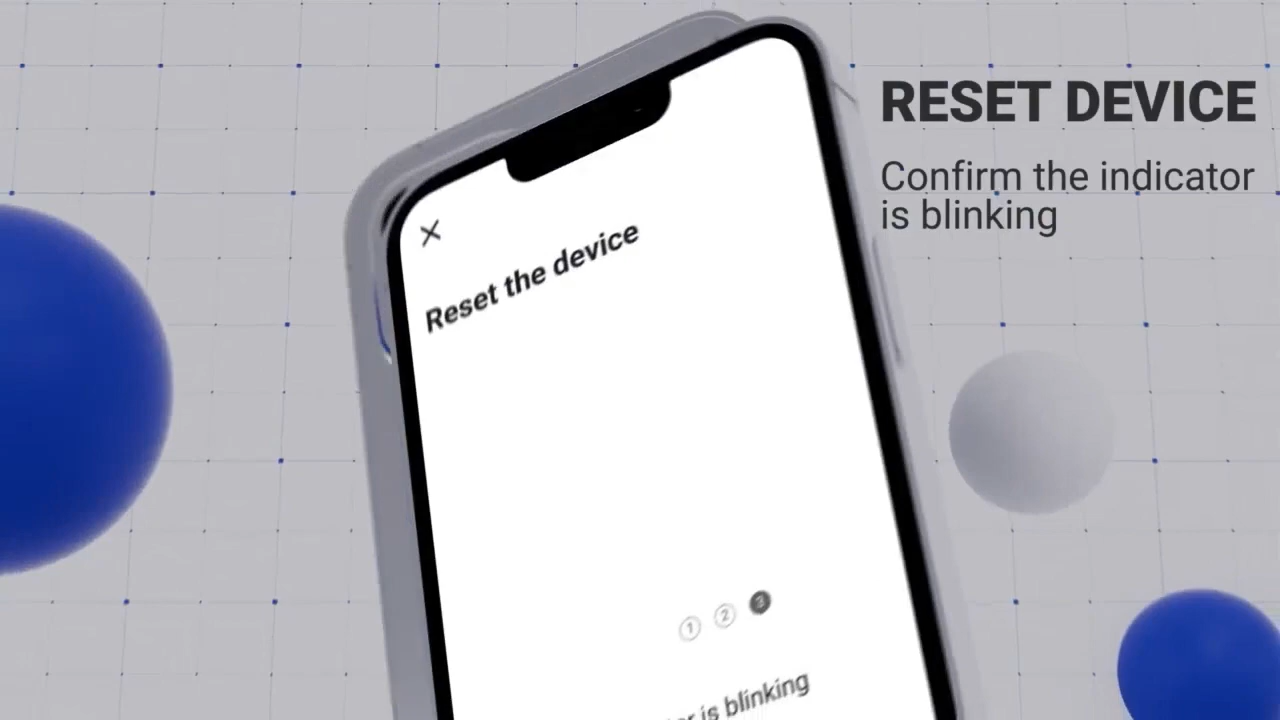 RESET DEVICE
Confirm the indicator
is blinking
Reset the device
1 2 3
is blinking